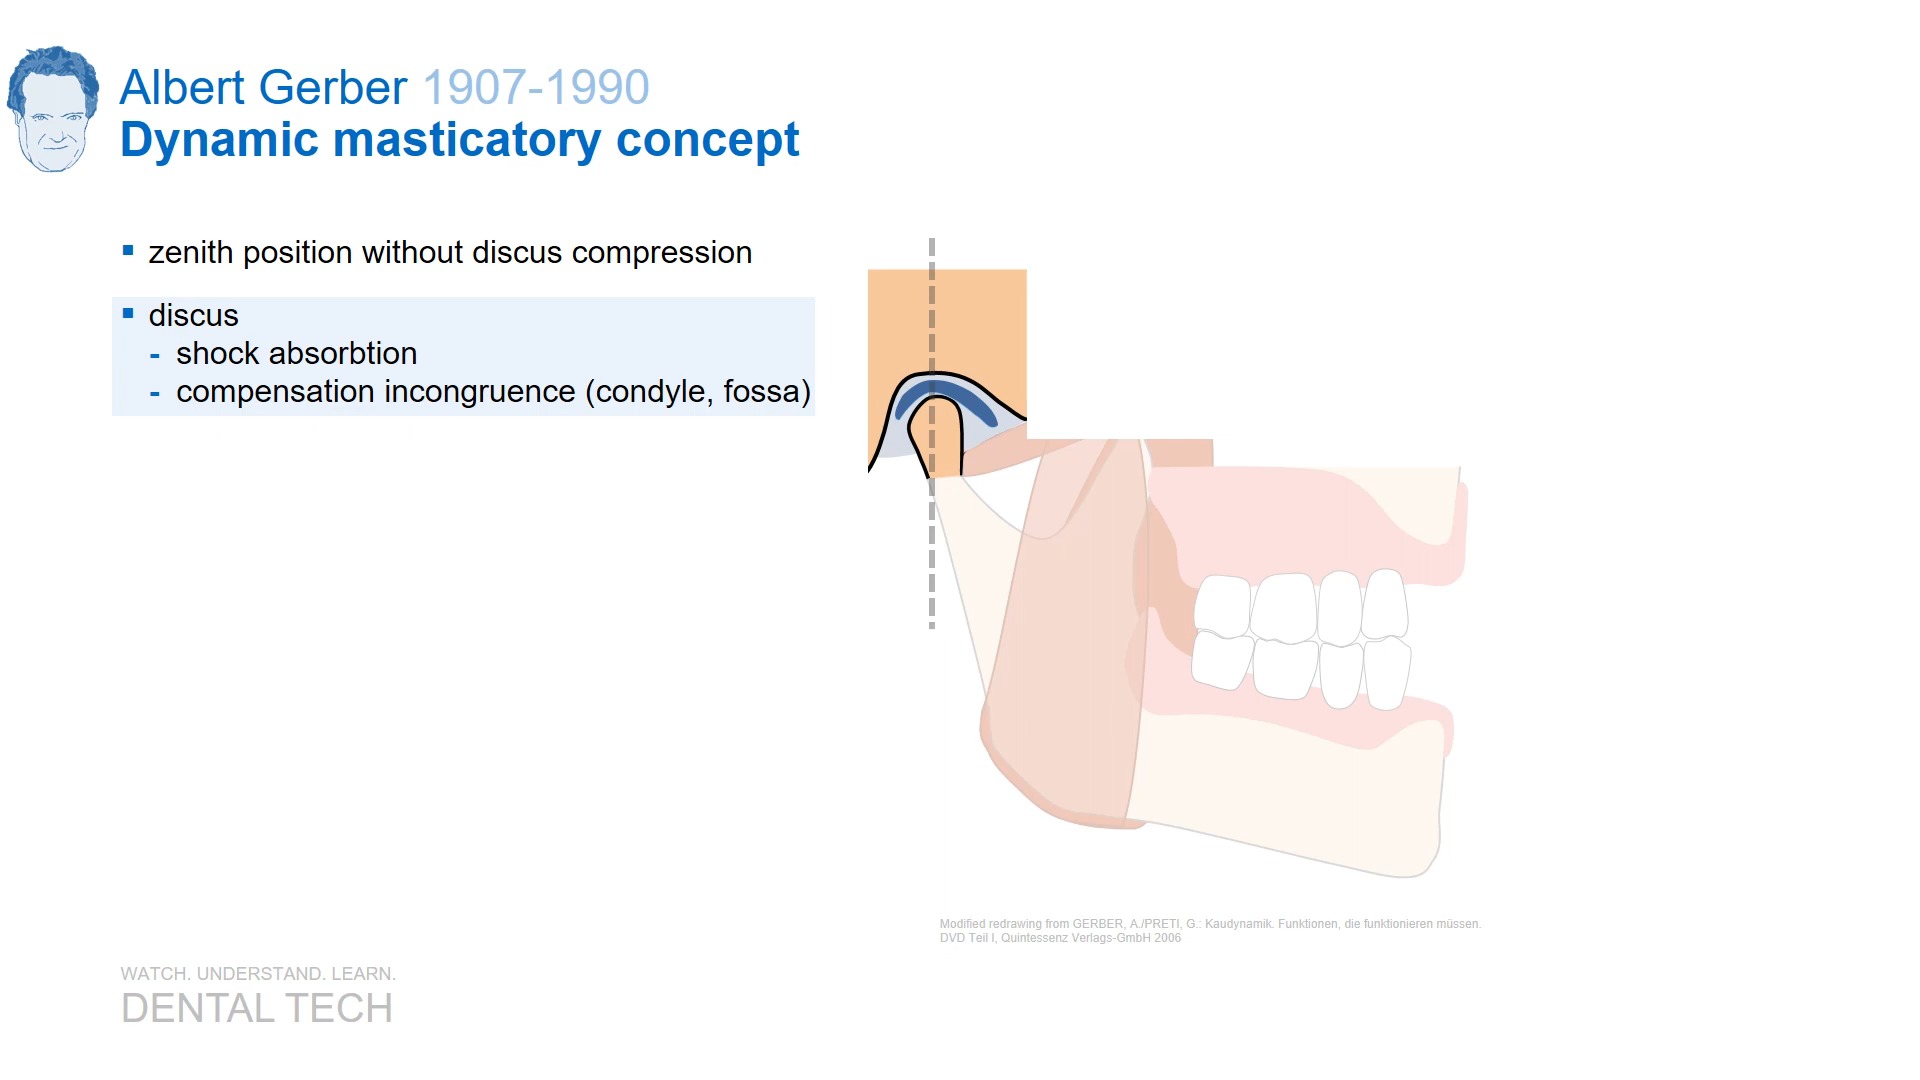 Albert Gerber 1907-1990
Dynamic masticatory concept
▪ zenith position without discus compression
▪ discus
- shock absorbtion
- compensation incongruence (condyle, fossa)
Modified redrawing from GERBER, A./PRETI, G.: Kaudynamik. Funktionen, die funktionieren müssen.
DVD Teil I, Quintessenz Verlags-GmbH 2006
WATCH. UNDERSTAND. LEARN.
DENTAL TECH